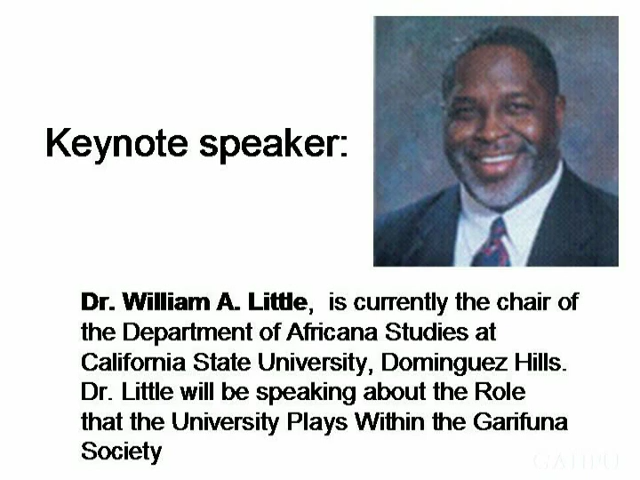 Keynote speaker:
Dr. William A. Little,  is currently the chair of
the Department of Africana Studies at
California State University, Dominguez Hills.
Dr. Little will be speaking about the Role
that the University Plays Within the Garifuna
Society